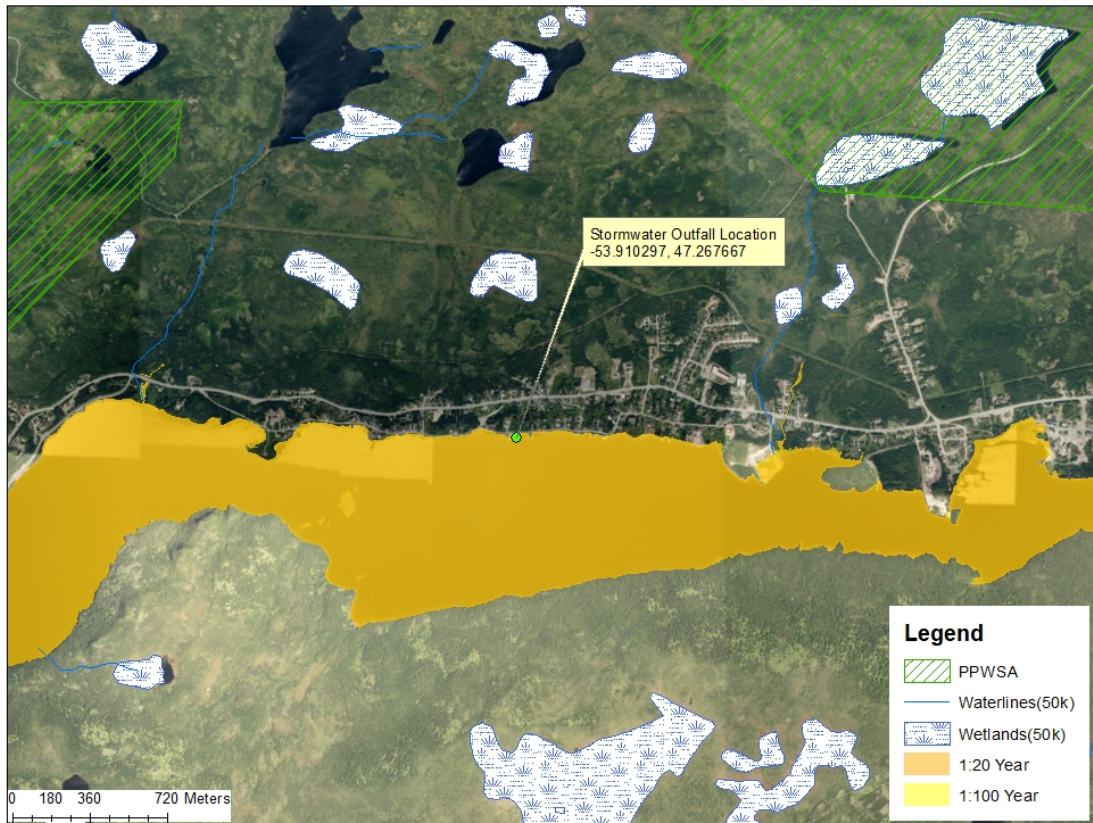 Stormwater Outfall Location
-53.910297, 47.267667
Legend
PPWSA
Waterlines(50k)
Wetlands(50k)
1:20 Year
1:100 Year
0 180 360 720 Meters